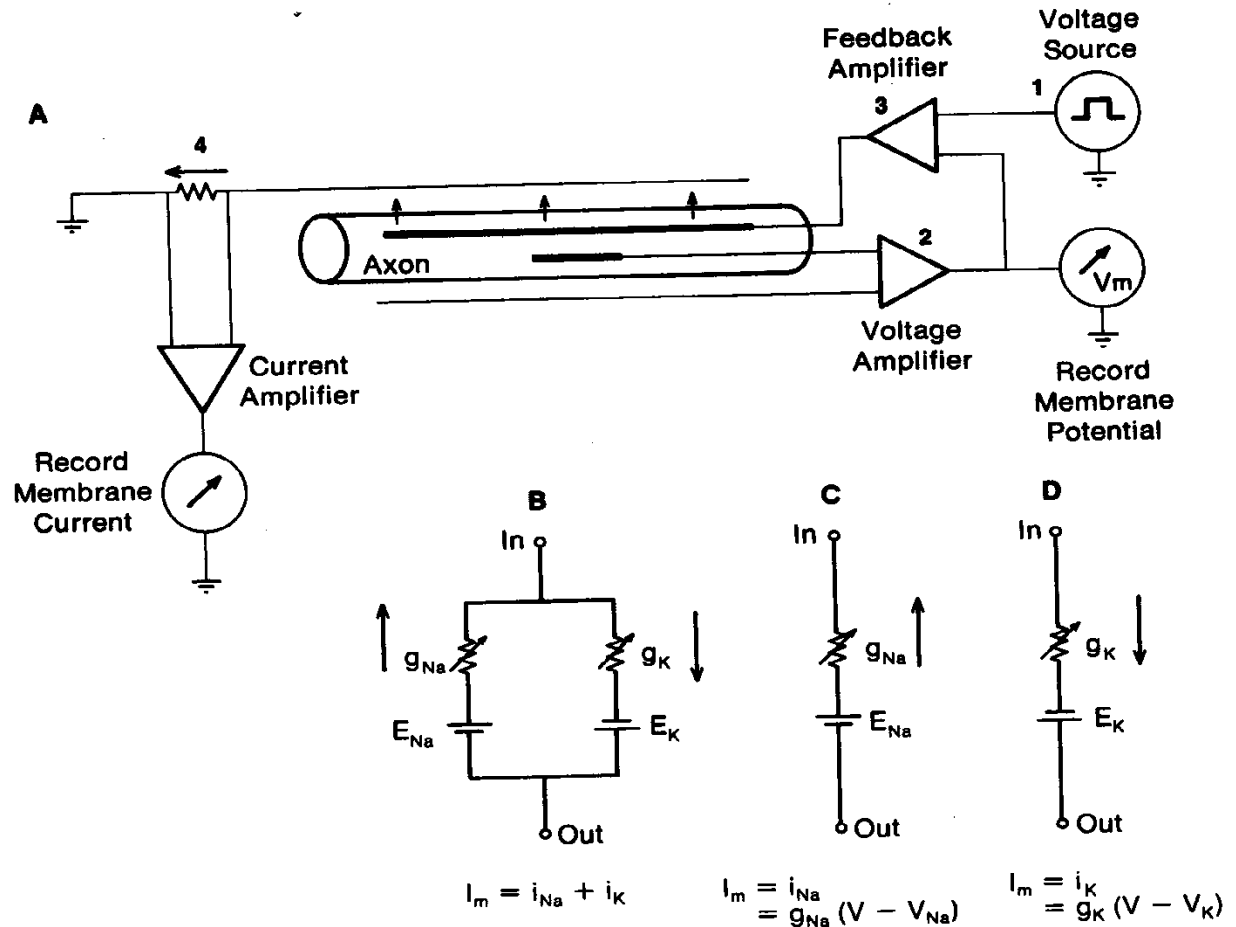 Voltage
Source
Feedback
Amplifier
1
3
A
4
Axon
2
Vm
Voltage
Amplifier
Record
Membrane
Potential
Current
Amplifier
Record
Membrane
Current
B
In
gNa
gK
ENa
EK
Out
Im = iNa + iK
C
In
gNa
ENa
Out
Im = iNa
= gNa (V − VNa)
D
In
gK
EK
Out
Im = iK
= gK (V − VK)